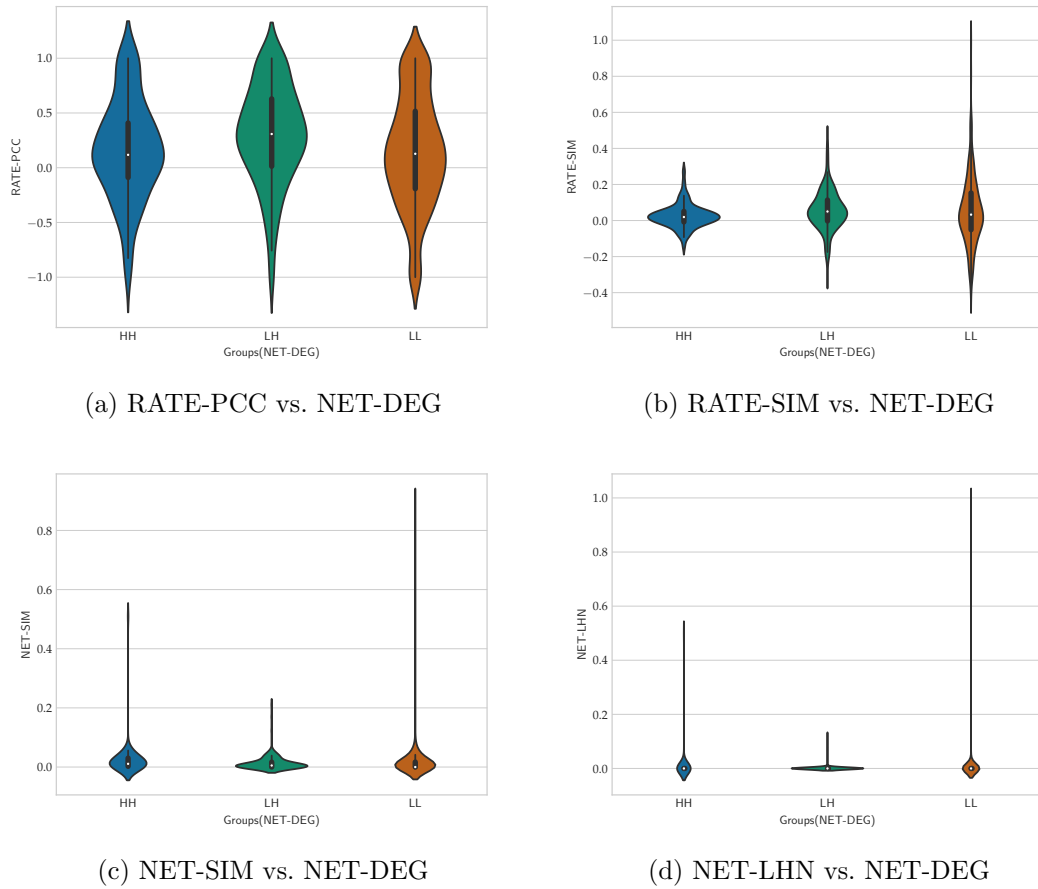 RATE-PCC
1.0
0.5
0.0
−0.5
−1.0
HH
LH
LL
Groups(NET-DEG)
(a) RATE-PCC vs. NET-DEG
RATE-SIM
1.0
0.8
0.6
0.4
0.2
0.0
−0.2
−0.4
HH
LH
LL
Groups(NET-DEG)
(b) RATE-SIM vs. NET-DEG
NET-SIM
0.8
0.6
0.4
0.2
0.0
HH
LH
LL
Groups(NET-DEG)
(c) NET-SIM vs. NET-DEG
NET-LHN
1.0
0.8
0.6
0.4
0.2
0.0
HH
LH
LL
Groups(NET-DEG)
(d) NET-LHN vs. NET-DEG